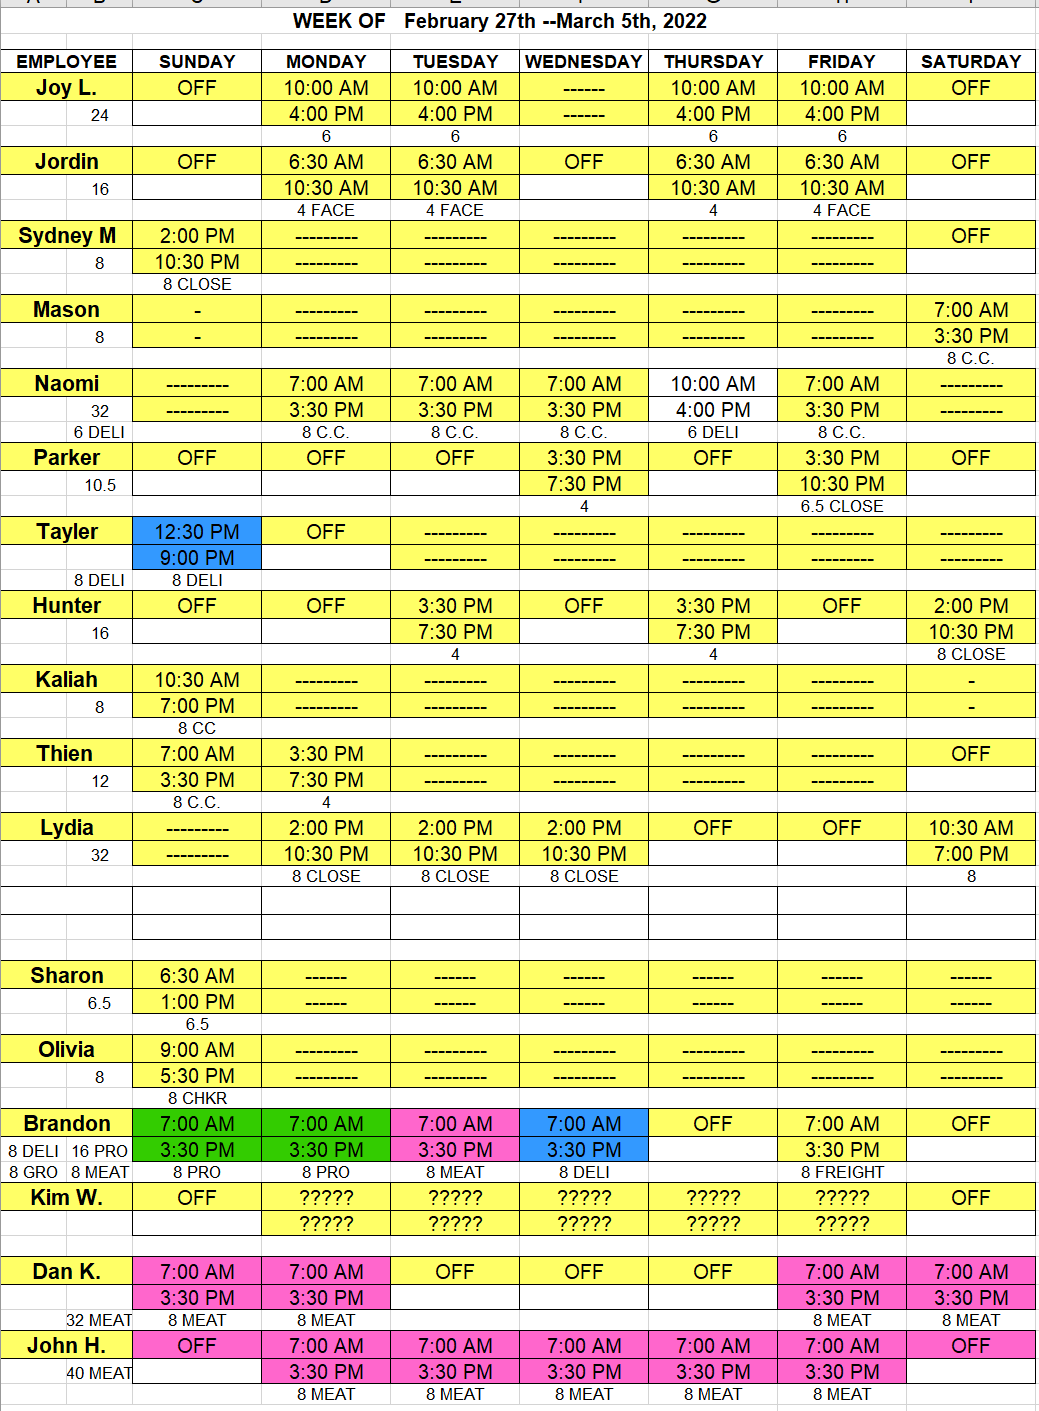 WEEK OF February 27th --March 5th, 2022
EMPLOYEE SUNDAY MONDAY TUESDAY WEDNESDAY THURSDAY FRIDAY SATURDAY
Joy L. OFF 10:00 AM 10:00 AM ------ 10:00 AM 10:00 AM OFF
24 4:00 PM 4:00 PM ------ 4:00 PM 4:00 PM
6 6 6 6
Jordin OFF 6:30 AM 6:30 AM OFF 6:30 AM 6:30 AM OFF
16 10:30 AM 10:30 AM 10:30 AM 10:30 AM
4 FACE 4 FACE 4 4 FACE
Sydney M 2:00 PM --------- --------- --------- --------- --------- OFF
8 10:30 PM --------- --------- --------- --------- ---------
8 CLOSE
Mason - --------- --------- --------- --------- --------- 7:00 AM
8 - --------- --------- --------- --------- --------- 3:30 PM
8 C.C.
Naomi --------- 7:00 AM 7:00 AM 7:00 AM 10:00 AM 7:00 AM ---------
32 --------- 3:30 PM 3:30 PM 3:30 PM 4:00 PM 3:30 PM ---------
6 DELI 8 C.C. 8 C.C. 8 C.C. 6 DELI 8 C.C.
Parker OFF OFF OFF 3:30 PM OFF 3:30 PM OFF
10.5 7:30 PM 10:30 PM
4 6.5 CLOSE
Tayler 12:30 PM OFF --------- --------- --------- --------- ---------
9:00 PM --------- --------- --------- --------- ---------
8 DELI 8 DELI
Hunter OFF OFF 3:30 PM OFF 3:30 PM OFF 2:00 PM
16 7:30 PM 7:30 PM 10:30 PM
4 4 8 CLOSE
Kaliah 10:30 AM --------- --------- --------- --------- --------- -
8 7:00 PM --------- --------- --------- --------- --------- -
8 CC
Thien 7:00 AM 3:30 PM --------- --------- --------- --------- OFF
12 3:30 PM 7:30 PM --------- --------- --------- ---------
8 C.C. 4
Lydia --------- 2:00 PM 2:00 PM 2:00 PM OFF OFF 10:30 AM
32 --------- 10:30 PM 10:30 PM 10:30 PM 7:00 PM
8 CLOSE 8 CLOSE 8 CLOSE 8
Sharon 6:30 AM ------ ------ ------ ------ ------ ------
6.5 1:00 PM ------ ------ ------ ------ ------ ------
6.5
Olivia 9:00 AM --------- --------- --------- --------- --------- ---------
8 5:30 PM --------- --------- --------- --------- --------- ---------
8 CHKR
Brandon 7:00 AM 7:00 AM 7:00 AM 7:00 AM OFF 7:00 AM OFF
8 DELI 16 PRO 3:30 PM 3:30 PM 3:30 PM 3:30 PM 3:30 PM
8 GRO 8 MEAT 8 PRO 8 PRO 8 MEAT 8 DELI 8 FREIGHT
Kim W. OFF ????? ????? ????? ????? ????? OFF
????? ????? ????? ????? ?????
Dan K. 7:00 AM 7:00 AM OFF OFF OFF 7:00 AM 7:00 AM
3:30 PM 3:30 PM 3:30 PM 3:30 PM
32 MEAT 8 MEAT 8 MEAT 8 MEAT 8 MEAT
John H. OFF 7:00 AM 7:00 AM 7:00 AM 7:00 AM 7:00 AM OFF
40 MEAT 3:30 PM 3:30 PM 3:30 PM 3:30 PM 3:30 PM
8 MEAT 8 MEAT 8 MEAT 8 MEAT 8 MEAT